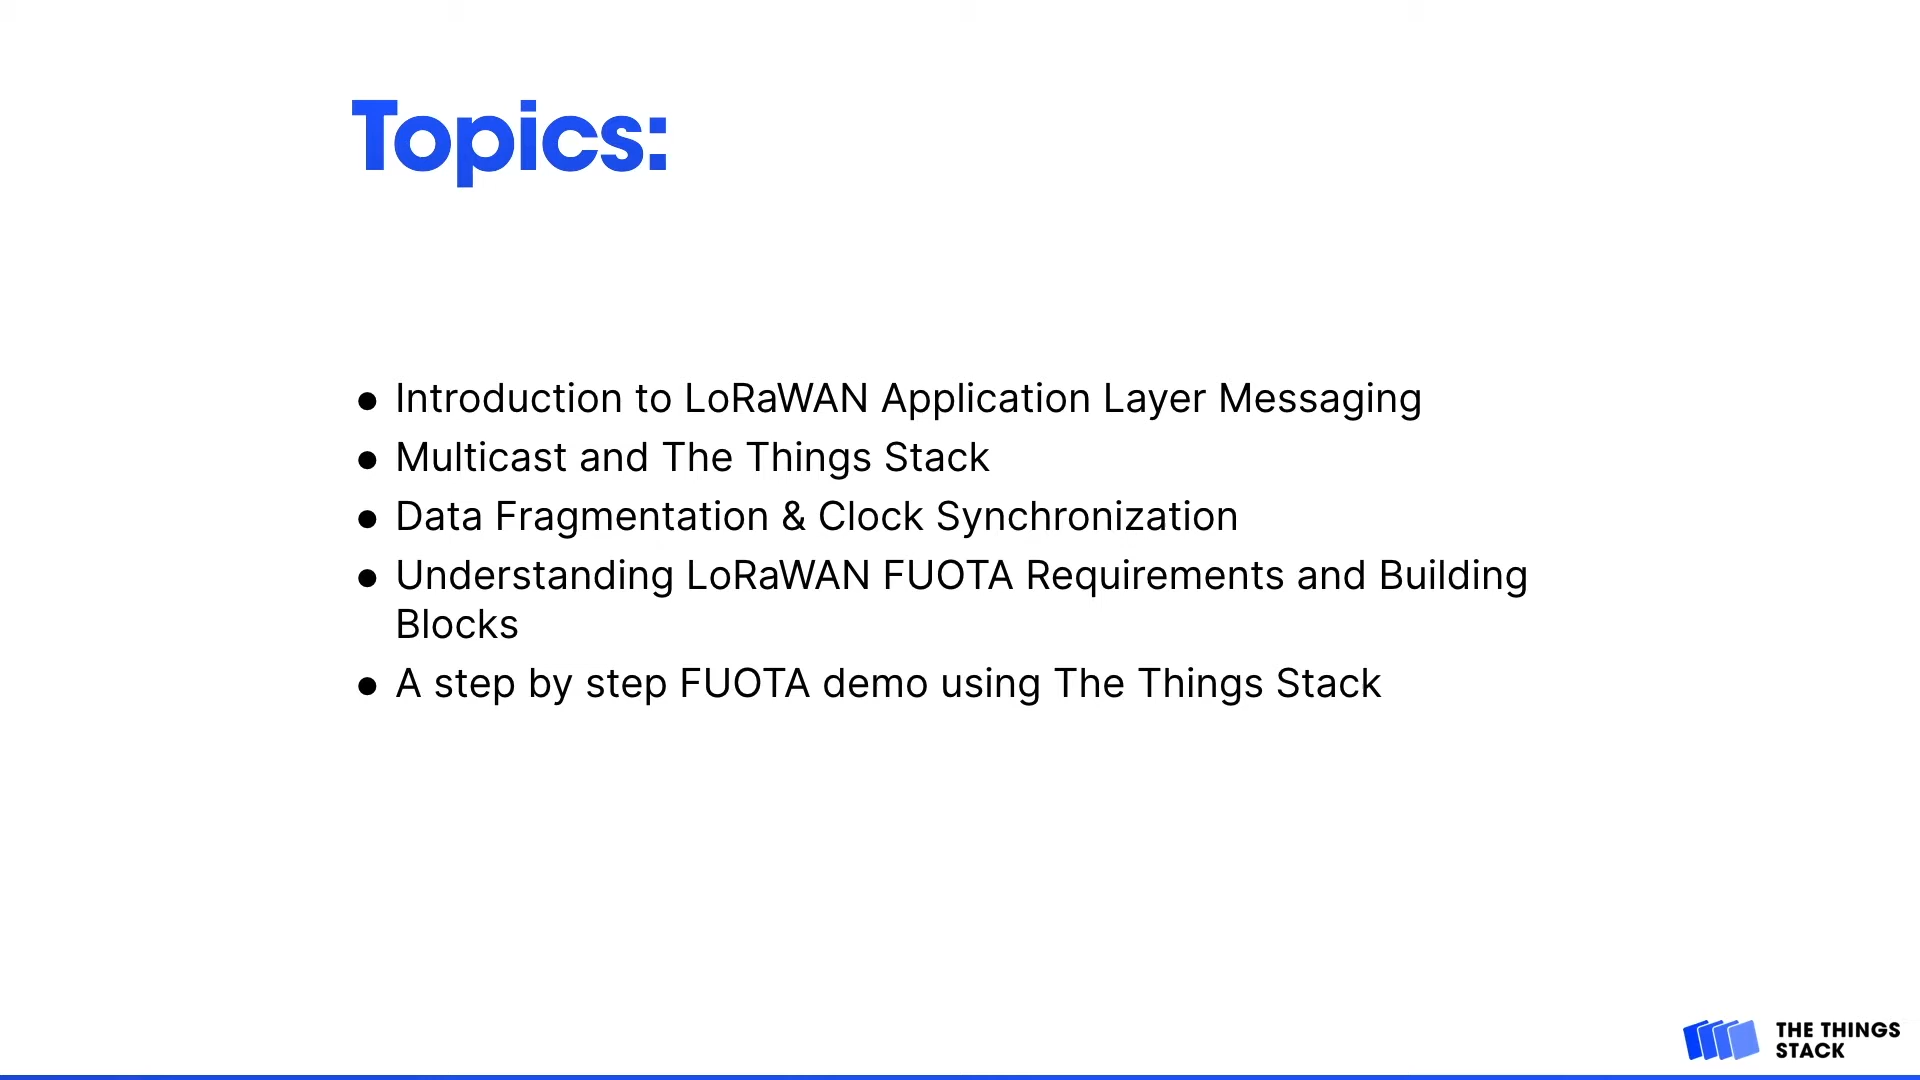 Topics:
● Introduction to LoRaWAN Application Layer Messaging
● Multicast and The Things Stack
● Data Fragmentation & Clock Synchronization
● Understanding LoRaWAN FUOTA Requirements and Building
Blocks
● A step by step FUOTA demo using The Things Stack
THE THINGS
STACK